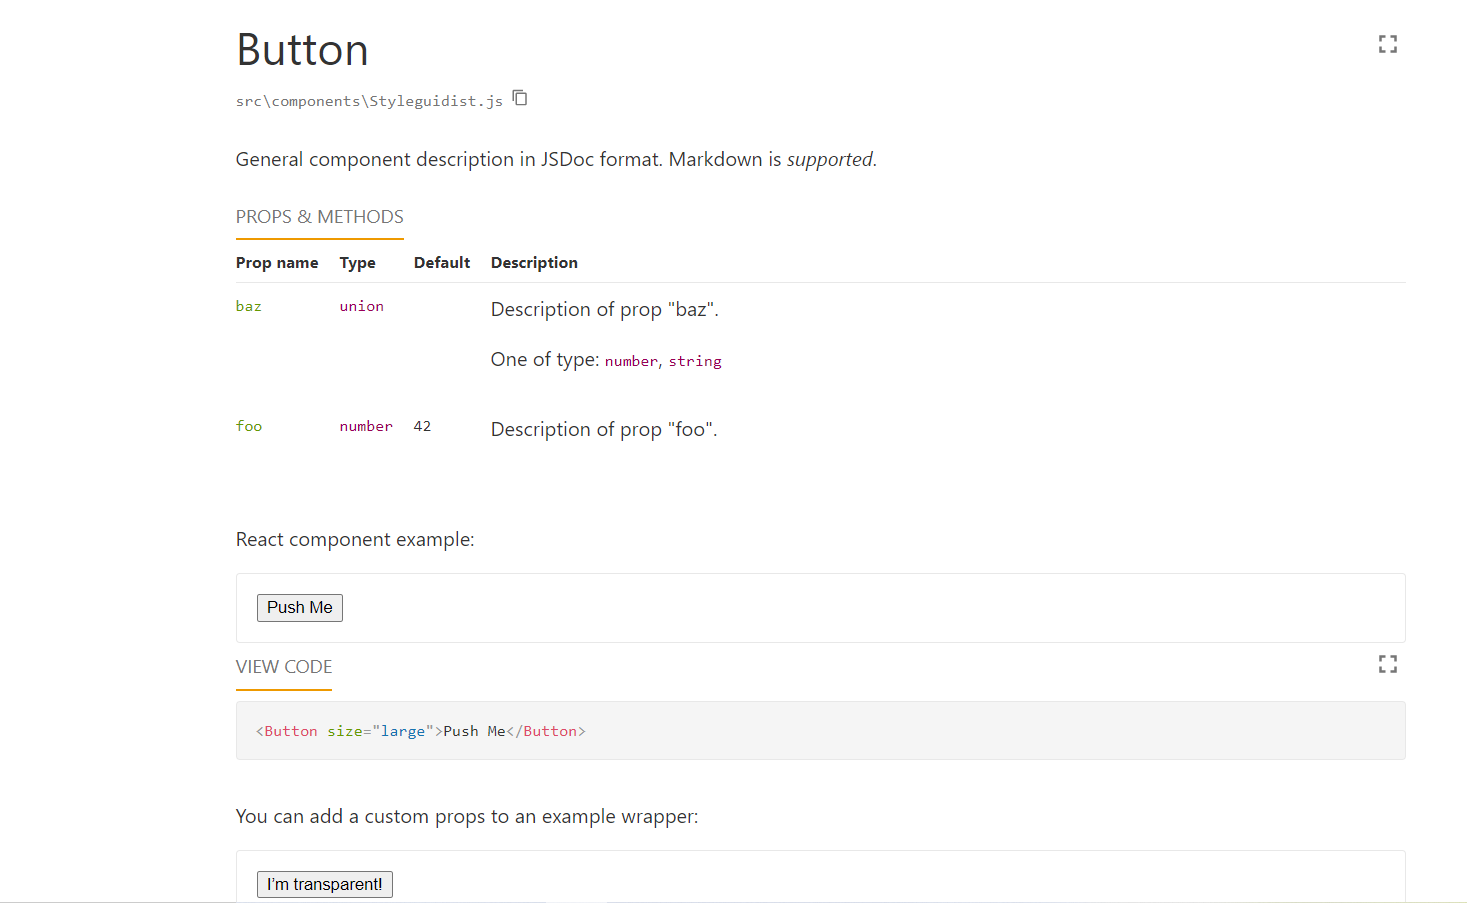 Button
src\components\Styleguidist.js
General component description in JSDoc format. Markdown is supported.
PROPS & METHODS
Prop name Type Default Description
baz union Description of prop "baz".
One of type: number, string
foo number 42 Description of prop "foo".
React component example:
Push Me
VIEW CODE
<Button size="large">Push Me</Button>
You can add a custom props to an example wrapper:
I’m transparent!